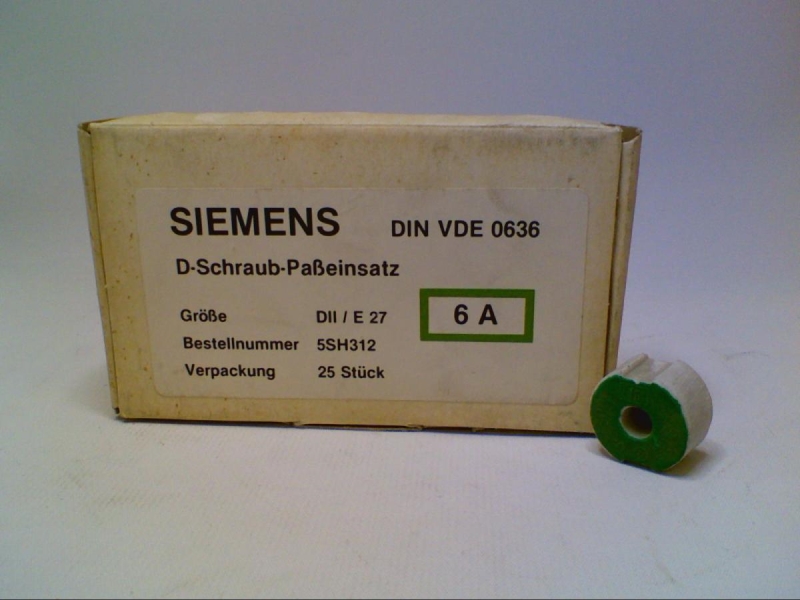 SIEMENS DIN VDE 0636
D-Schraub-Paßeinsatz
Größe DII / E 27 6 A
Bestellnummer 5SH312
Verpackung 25 Stück